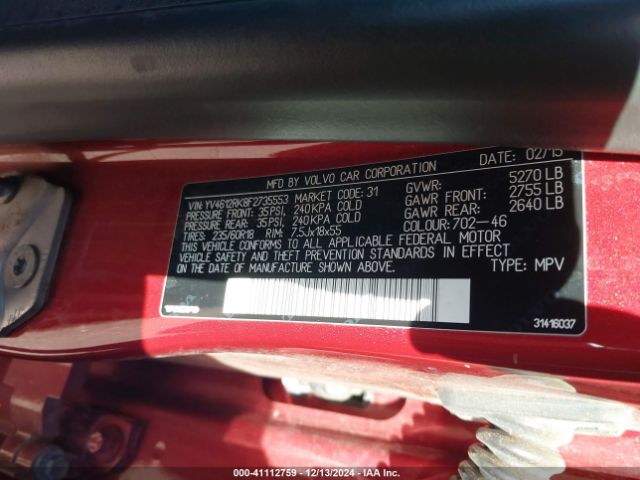 MFD BY VOLVO CAR CORPORATION DATE: 02/15
VIN: YV4612RK8F2735553 MARKET CODE: 31 GVWR: 5270 LB
PRESSURE FRONT: 35PSI, 240KPA COLD GAWR FRONT: 2755 LB
PRESSURE REAR: 35PSI, 240KPA COLD GAWR REAR: 2640 LB
TIRES: 235/60R18 RIM: 7.5Jx18x55 COLOUR: 702-46
THIS VEHICLE CONFORMS TO ALL APPLICABLE FEDERAL MOTOR
VEHICLE SAFETY AND THEFT PREVENTION STANDARDS IN EFFECT
ON THE DATE OF MANUFACTURE SHOWN ABOVE. TYPE: MPV
31416037
000-41112759 - 12/13/2024 - IAA Inc.